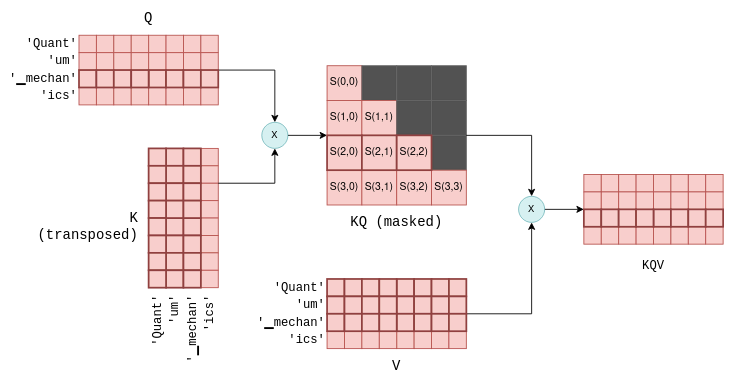 Q
'Quant'
'um'
'_mechan'
'ics'
x
K
(transposed)
'Quant'
'um'
'_mechan'
'ics'
S(0,0)
S(1,0) S(1,1)
S(2,0) S(2,1) S(2,2)
S(3,0) S(3,1) S(3,2) S(3,3)
KQ (masked)
x
KQV
'Quant'
'um'
'_mechan'
'ics'
V